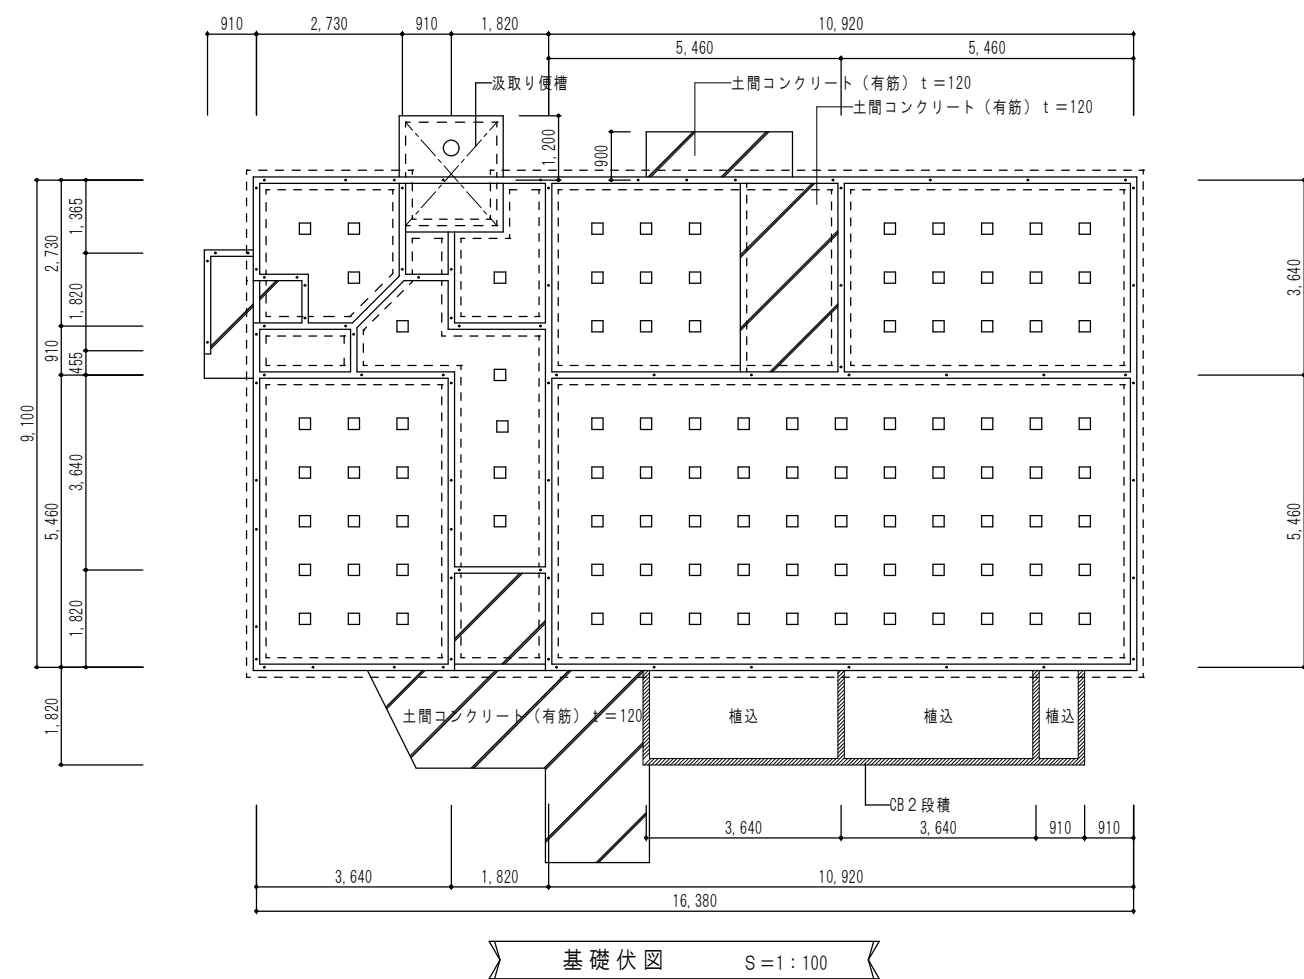 910 2,730 910 1,820 10,920
5,460 5,460
汲取り便槽
土間コンクリート（有筋）ｔ＝120
土間コンクリート（有筋）ｔ＝120
1,200
900
1,365
2,730
1,820
910
455
9,100
3,640
5,460
1,820
1,820
3,640
5,460
土間コンクリート（有筋）ｔ＝120
植込 植込 植込
CB２段積
3,640 3,640 910 910
3,640 1,820 10,920
16,380
基礎伏図 Ｓ＝1：100